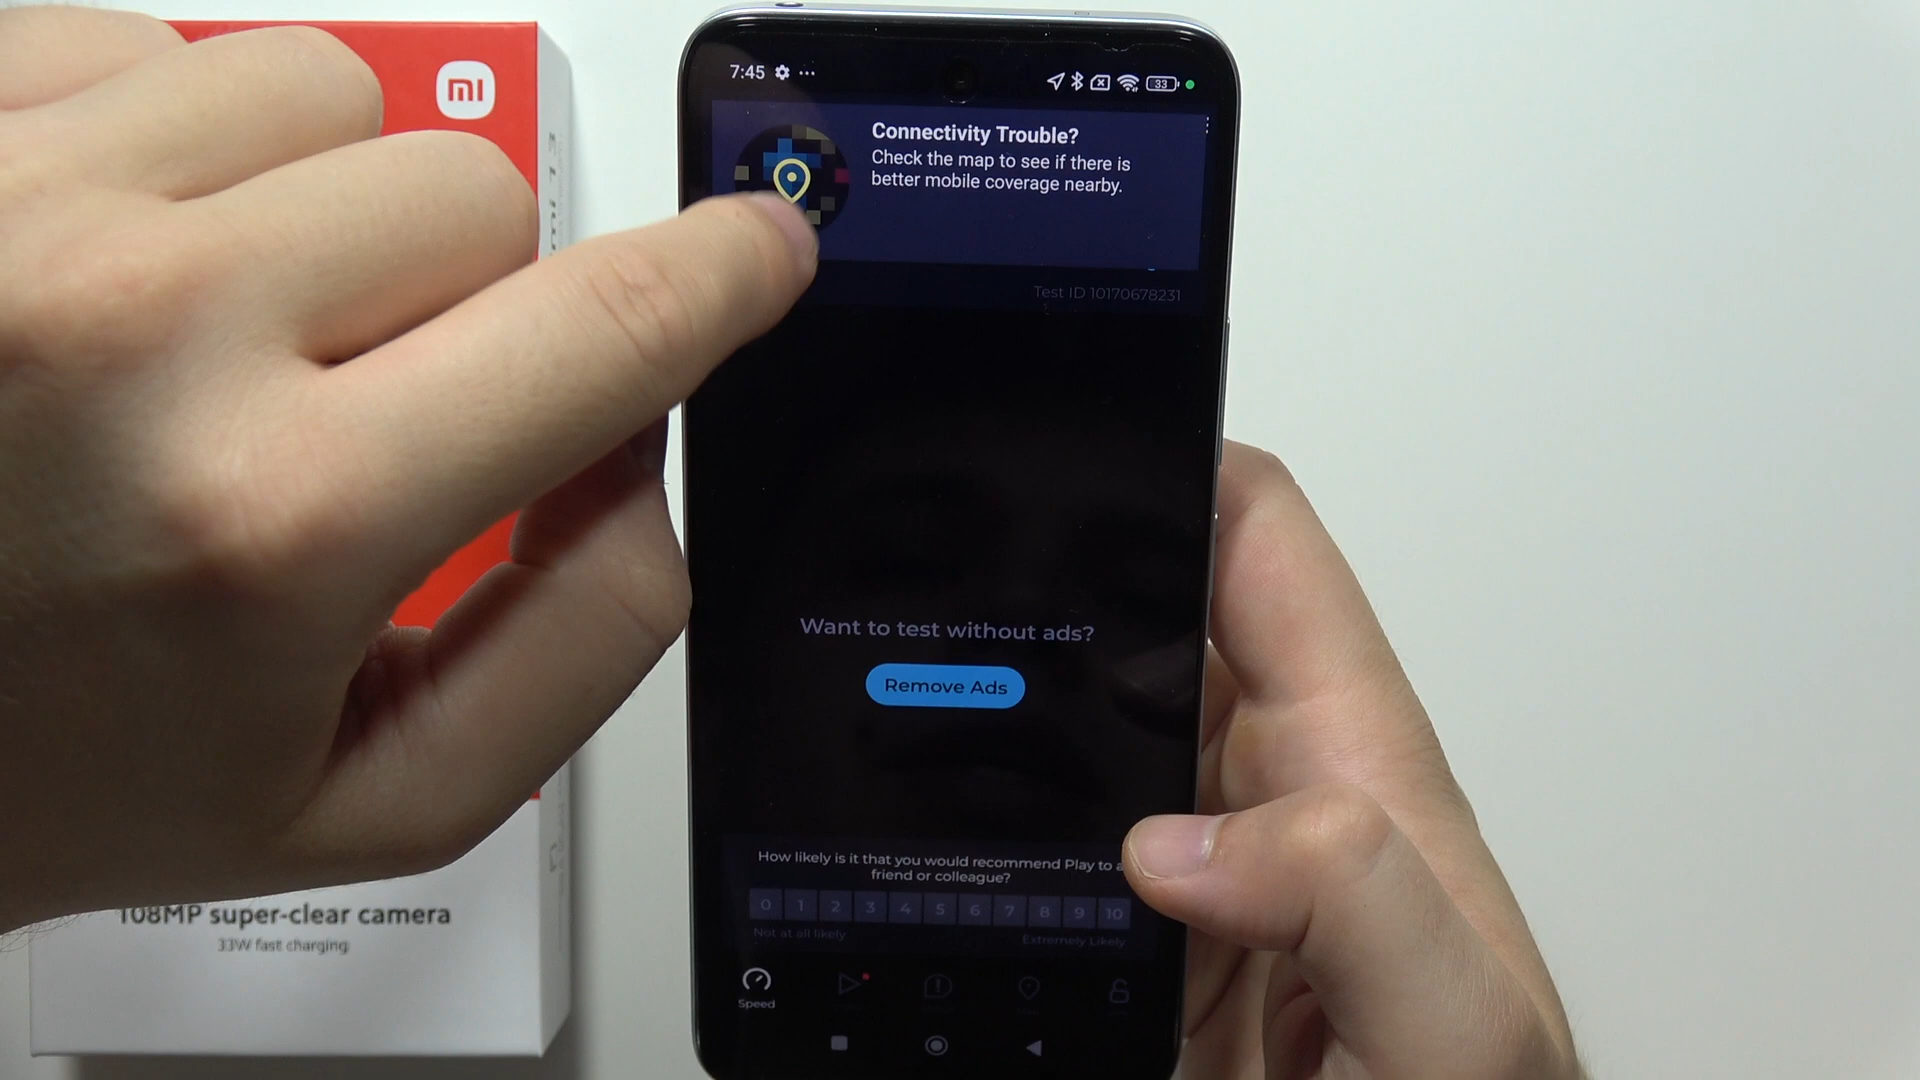 mi
7:45
33
Connectivity Trouble?
Check the map to see if there is
better mobile coverage nearby.
Test ID 10170678231
Want to test without ads?
Remove Ads
How likely is it that you would recommend Play to a
friend or colleague?
0 1 2 3 4 5 6 7 8 9 10
Not at all likely Extremely Likely
Speed
108MP super-clear camera
33W fast charging